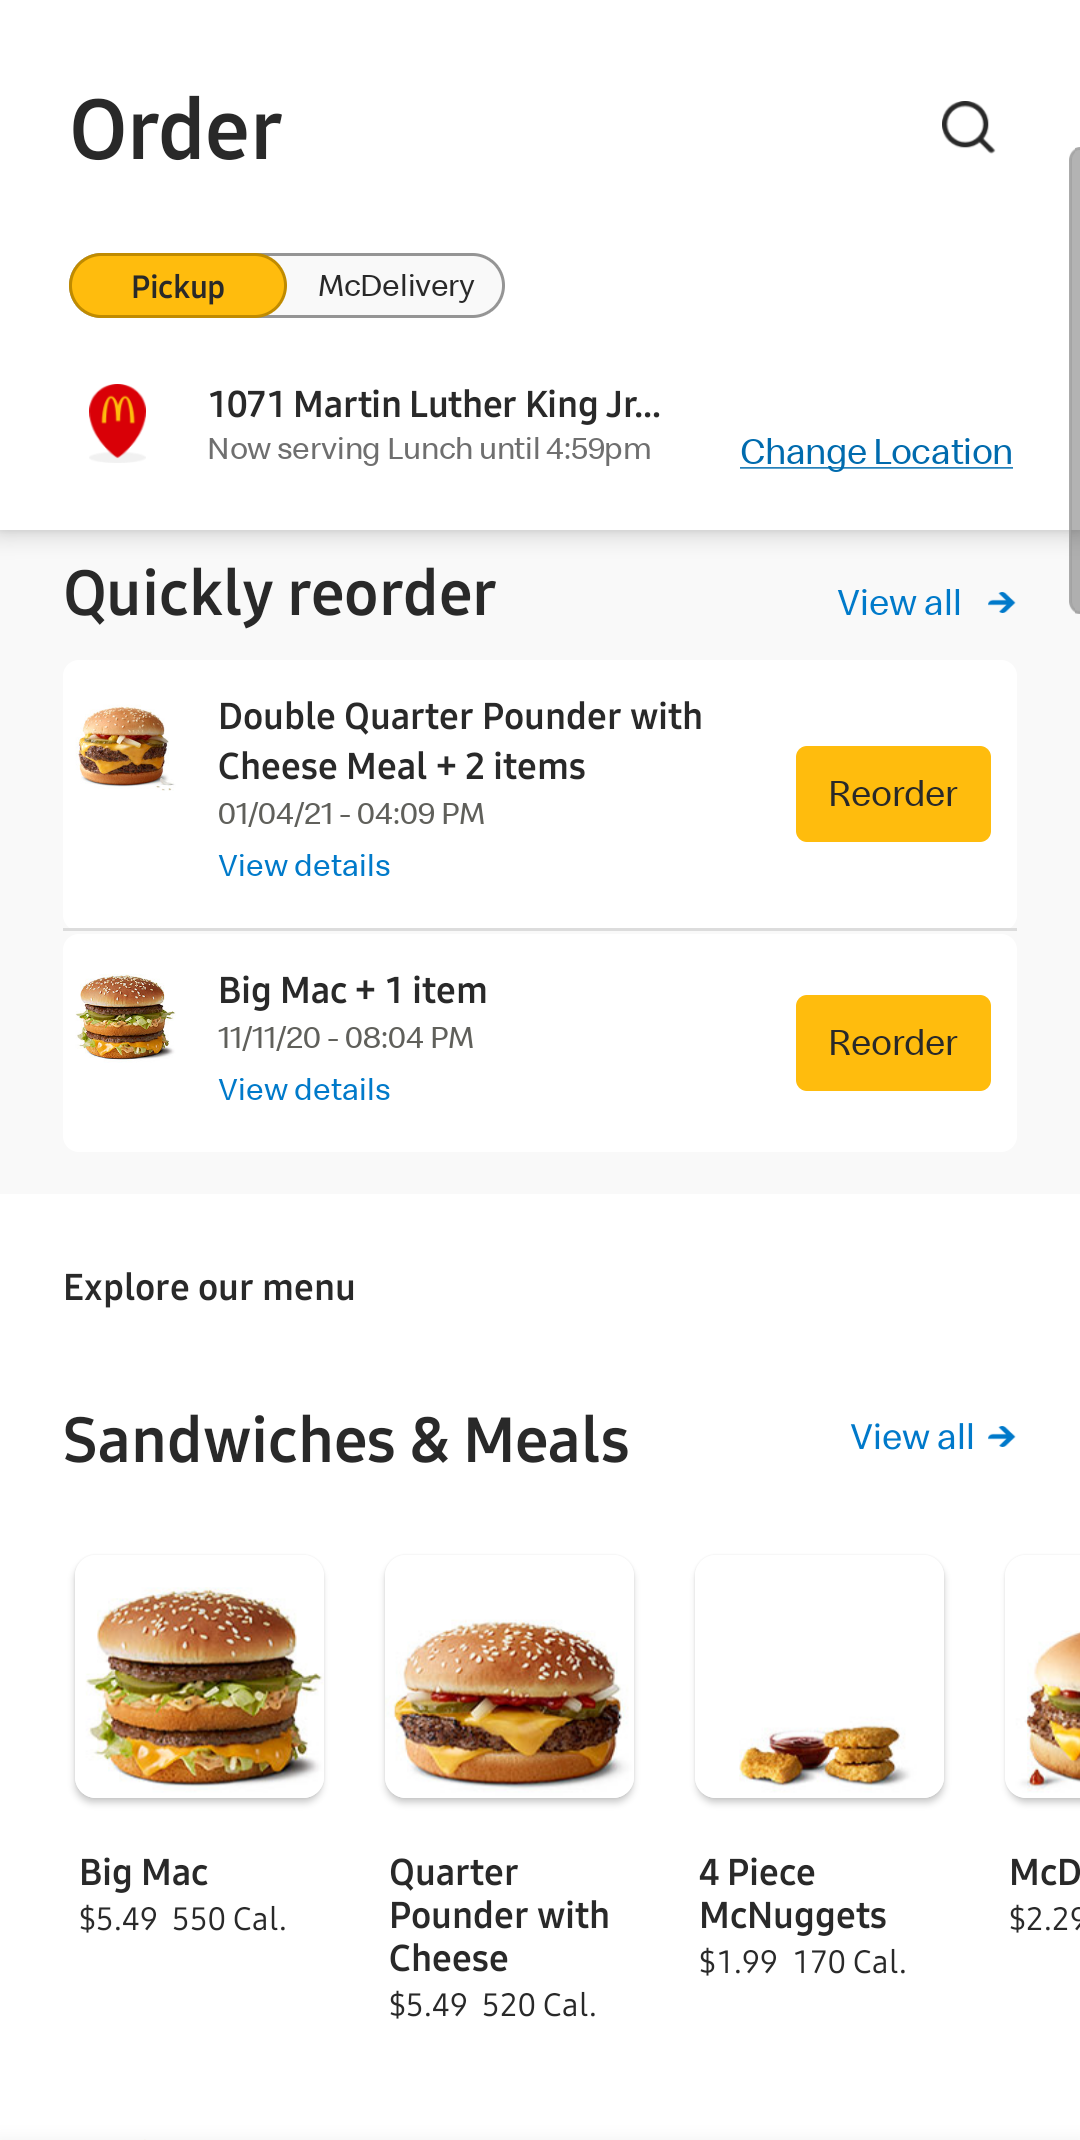 Order
Pickup
McDelivery
1071 Martin Luther King Jr...
Now serving Lunch until 4:59pm
Change Location
Quickly reorder
View all
Double Quarter Pounder with
Cheese Meal + 2 items
01/04/21 - 04:09 PM
View details
Reorder
Big Mac + 1 item
11/11/20 - 08:04 PM
View details
Reorder
Explore our menu
Sandwiches & Meals
View all
Big Mac
$5.49 550 Cal.
Quarter
Pounder with
Cheese
$5.49 520 Cal.
4 Piece
McNuggets
$1.99 170 Cal.
McD
$2.29